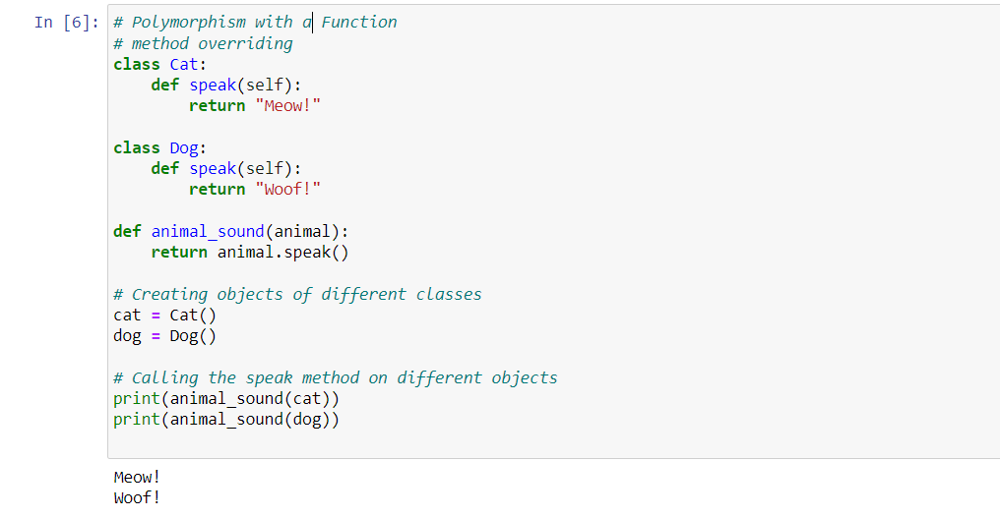 In [6]: # Polymorphism with a Function
# method overriding
class Cat:
    def speak(self):
        return "Meow!"

class Dog:
    def speak(self):
        return "Woof!"

def animal_sound(animal):
    return animal.speak()

# Creating objects of different classes
cat = Cat()
dog = Dog()

# Calling the speak method on different objects
print(animal_sound(cat))
print(animal_sound(dog))

Meow!
Woof!